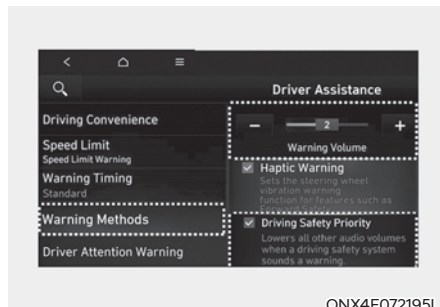 Driver Assistance
Driving Convenience
Speed Limit
Speed Limit Warning
Warning Timing
Standard
Warning Methods
Driver Attention Warning
− 2 +
Warning Volume
Haptic Warning
Sets the steering wheel
vibration warning
function for features such as
Forward Safety.
Driving Safety Priority
Lowers all other audio volumes
when a driving safety system
sounds a warning.
ONX4E072195L